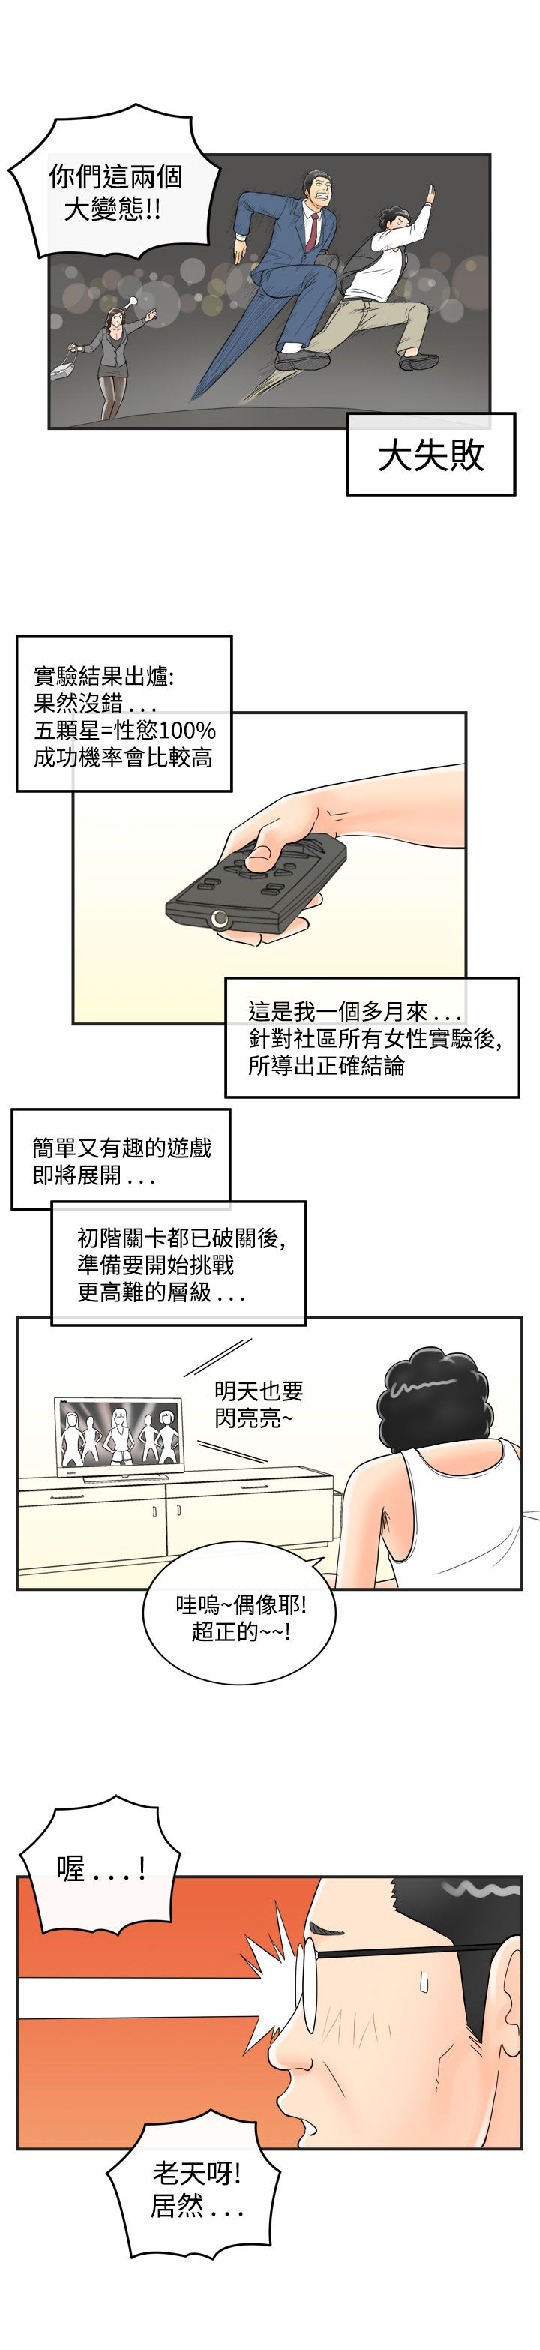 你們這兩個
大變態!!
大失敗
實驗結果出爐:
果然沒錯...
五顆星=性慾100%
成功機率會比較高
這是我一個多月來...
針對社區所有女性實驗後,
所導出正確結論
簡單又有趣的遊戲
即將展開...
初階關卡都已破關後,
準備要開始挑戰
更高難的層級...
明天也要
閃亮亮~
哇嗚~偶像耶!
超正的~~!
喔...!
老天呀!
居然...